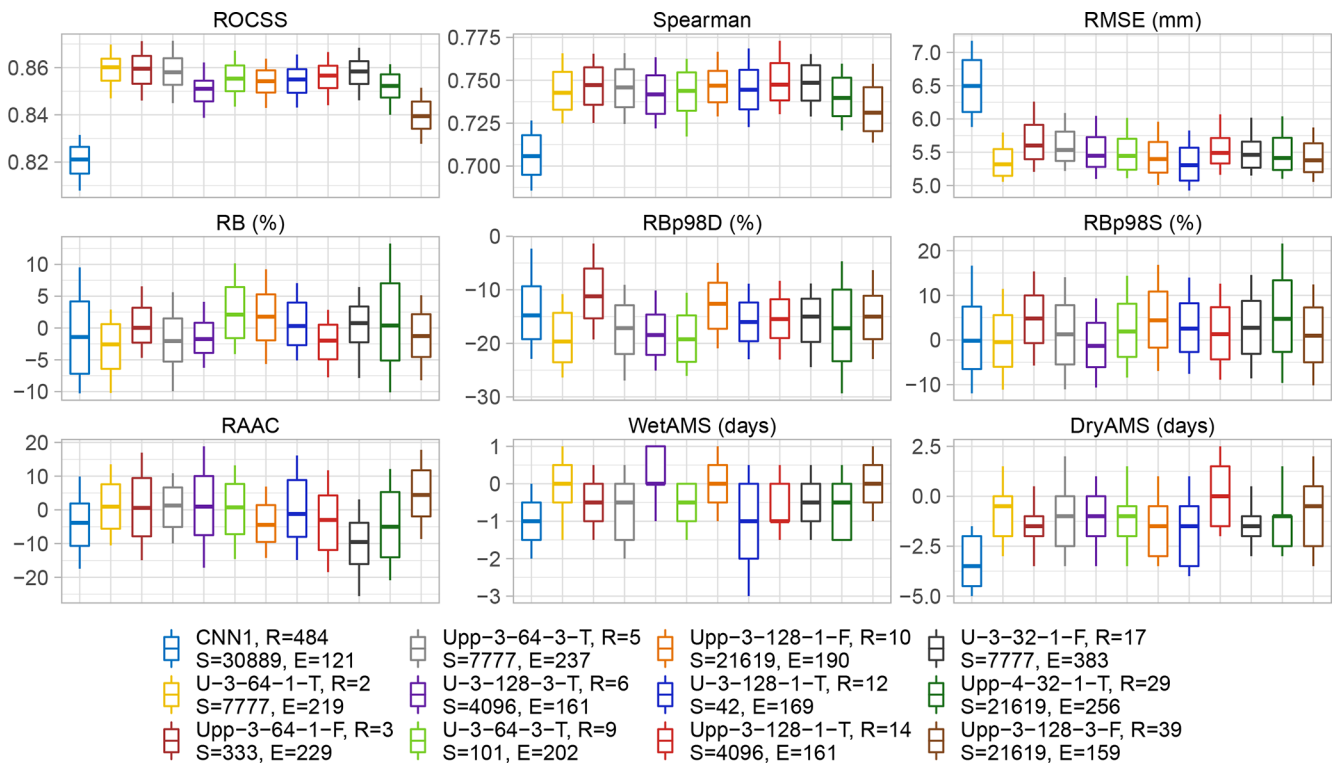 ROCSS
Spearman
RMSE (mm)
0.86
0.84
0.82
0.775
0.750
0.725
0.700
7.0
6.5
6.0
5.5
5.0
RB (%)
RBp98D (%)
RBp98S (%)
10
5
0
−5
−10
0
−10
−20
−30
20
10
0
−10
RAAC
WetAMS (days)
DryAMS (days)
20
10
0
−10
−20
1
0
−1
−2
−3
2.5
0.0
−2.5
−5.0
CNN1, R=484
S=30889, E=121
Upp−3−64−3−T, R=5
S=7777, E=237
Upp−3−128−1−F, R=10
S=21619, E=190
U−3−32−1−F, R=17
S=7777, E=383
U−3−64−1−T, R=2
S=7777, E=219
U−3−128−3−T, R=6
S=4096, E=161
U−3−128−1−T, R=12
S=42, E=169
Upp−4−32−1−T, R=29
S=21619, E=256
Upp−3−64−1−F, R=3
S=333, E=229
U−3−64−3−T, R=9
S=101, E=202
Upp−3−128−1−T, R=14
S=4096, E=161
Upp−3−128−3−F, R=39
S=21619, E=159